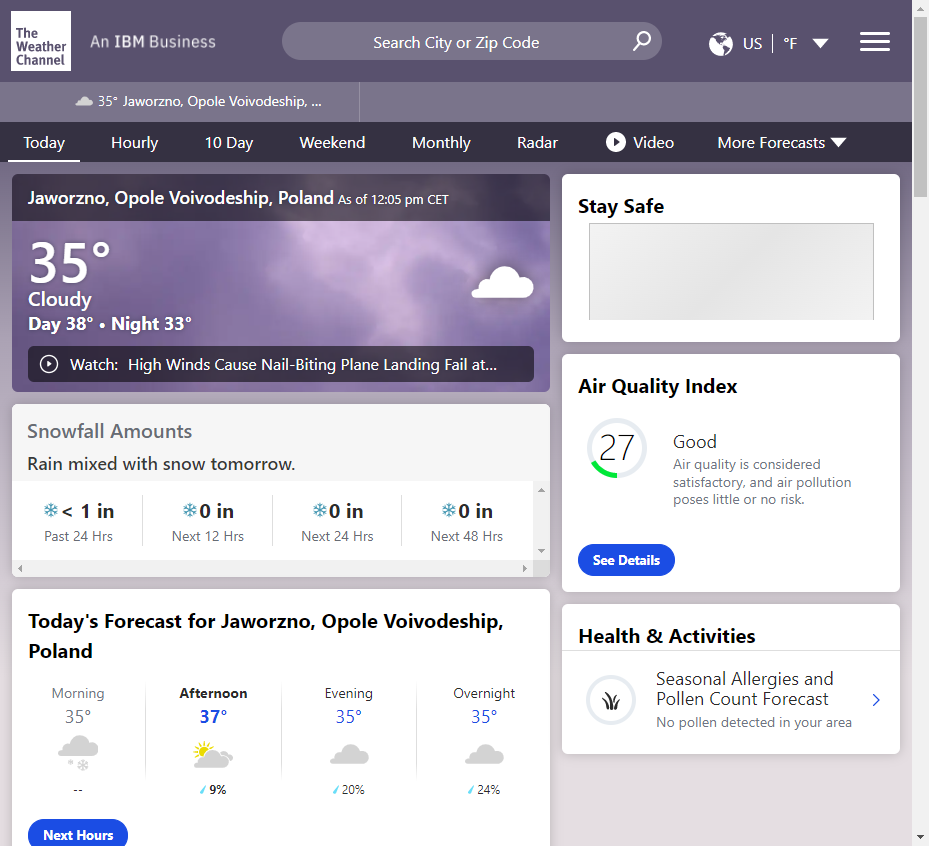 The
Weather
Channel
An IBM Business
Search City or Zip Code
US | °F
35° Jaworzno, Opole Voivodeship, ...
Today Hourly 10 Day Weekend Monthly Radar Video More Forecasts
Jaworzno, Opole Voivodeship, Poland As of 12:05 pm CET
35°
Cloudy
Day 38° • Night 33°
Watch: High Winds Cause Nail-Biting Plane Landing Fail at...
Snowfall Amounts
Rain mixed with snow tomorrow.
< 1 in 0 in 0 in 0 in
Past 24 Hrs Next 12 Hrs Next 24 Hrs Next 48 Hrs
Today's Forecast for Jaworzno, Opole Voivodeship,
Poland
Morning Afternoon Evening Overnight
35° 37° 35° 35°
-- 9% 20% 24%
Next Hours
Stay Safe
Air Quality Index
27
Good
Air quality is considered
satisfactory, and air pollution
poses little or no risk.
See Details
Health & Activities
Seasonal Allergies and
Pollen Count Forecast
No pollen detected in your area